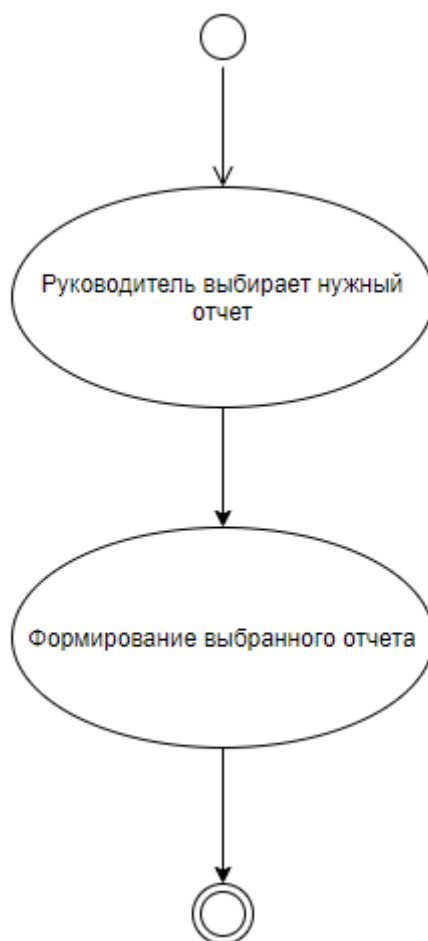 Руководитель выбирает нужный
отчет
Формирование выбранного отчета